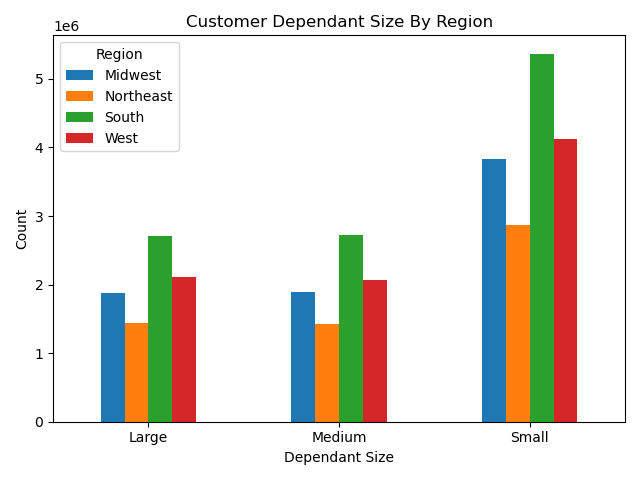 Customer Dependant Size By Region
1e6
Region
Midwest
Northeast
South
West
5
4
3
2
1
0
Count
Large Medium Small
Dependant Size